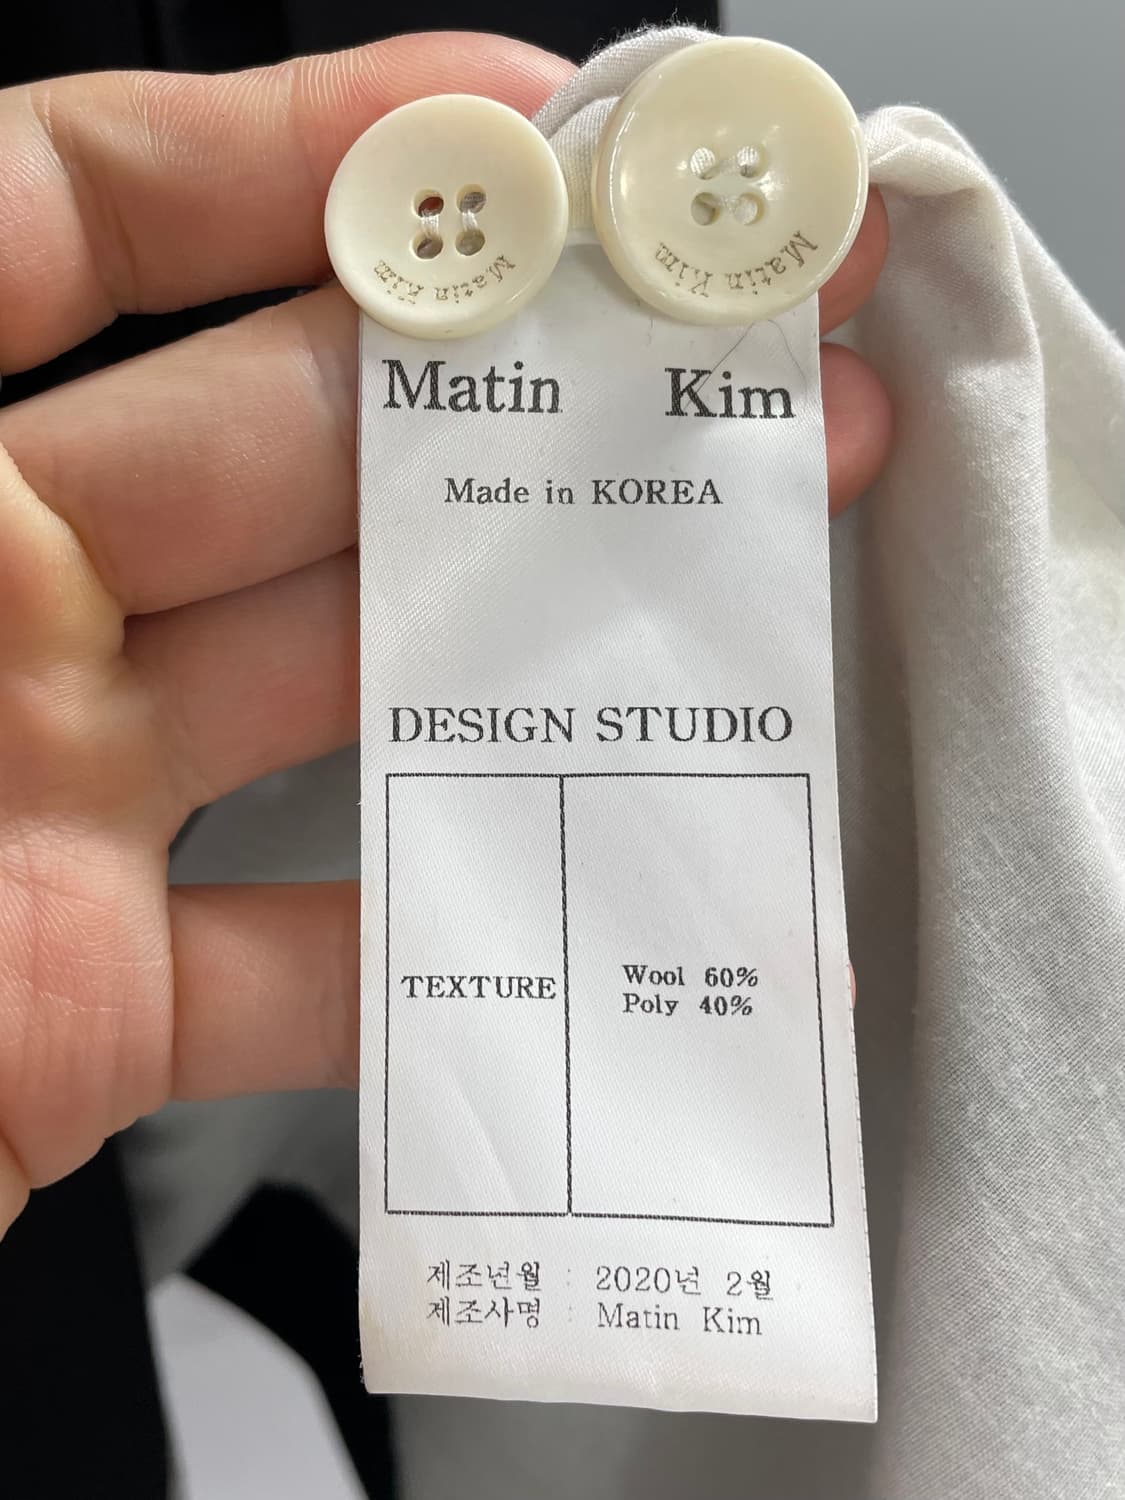 Matin Kim
Matin Kim
Matin Kim
Made in KOREA
DESIGN STUDIO
TEXTURE
Wool 60%
Poly 40%
제조년월 : 2020년 2월
제조사명 : Matin Kim